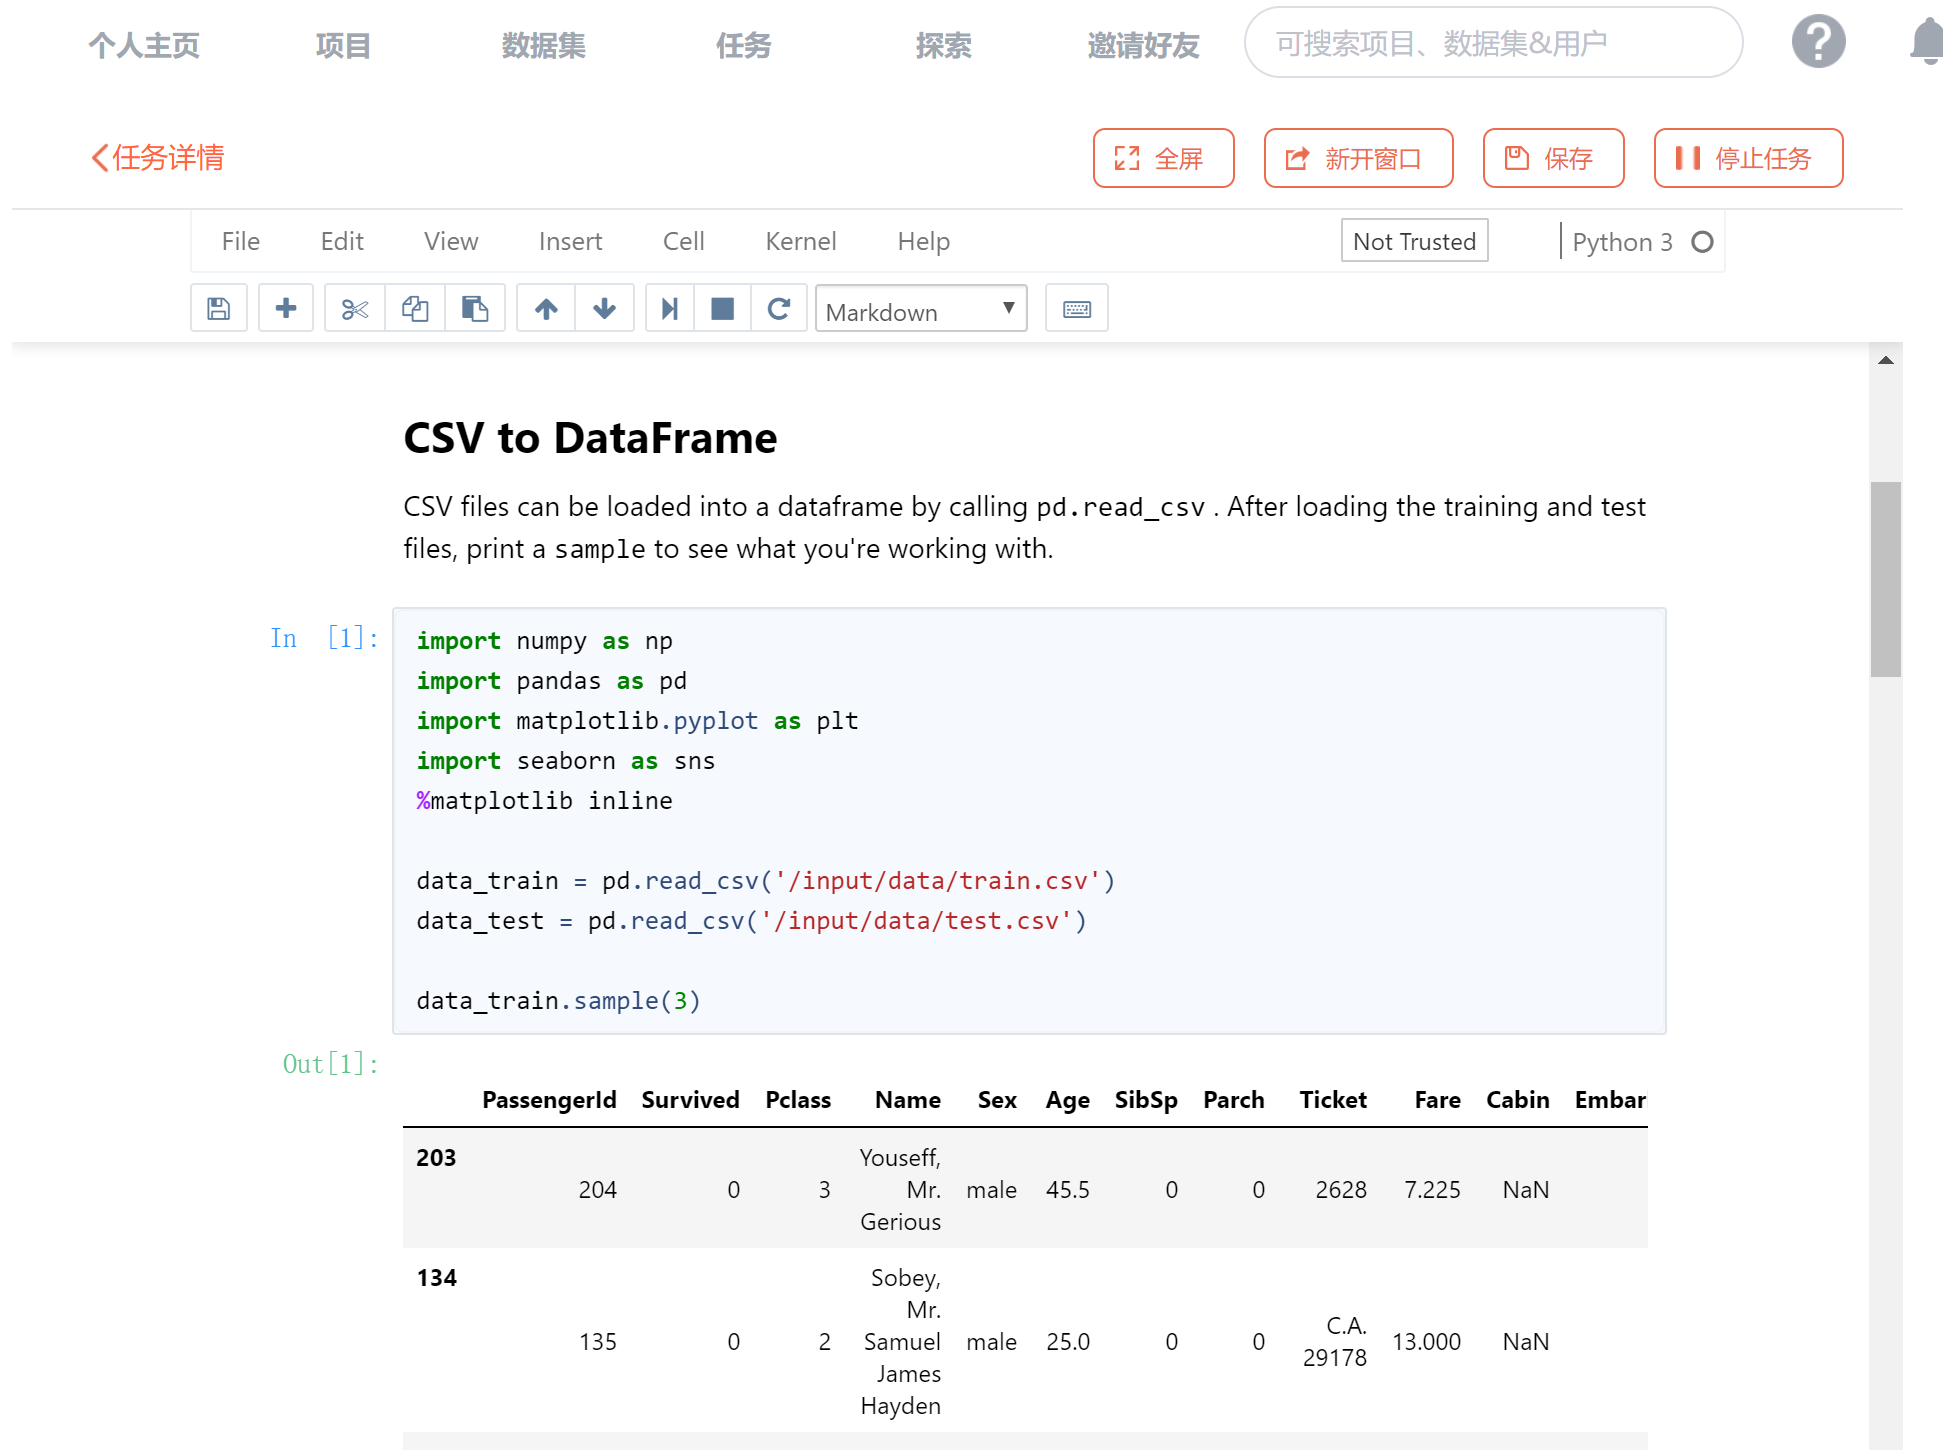 个人主页 项目 数据集 任务 探索 邀请好友 可搜索项目、数据集&用户
任务详情 全屏 新开窗口 保存 停止任务
File Edit View Insert Cell Kernel Help Not Trusted Python 3
Markdown
CSV to DataFrame
CSV files can be loaded into a dataframe by calling pd.read_csv . After loading the training and test
files, print a sample to see what you're working with.
In [1]:
import numpy as np
import pandas as pd
import matplotlib.pyplot as plt
import seaborn as sns
%matplotlib inline
data_train = pd.read_csv('/input/data/train.csv')
data_test = pd.read_csv('/input/data/test.csv')
data_train.sample(3)
Out[1]:
PassengerId Survived Pclass Name Sex Age SibSp Parch Ticket Fare Cabin Embar
203 Youseff,
204 0 3 Mr. male 45.5 0 0 2628 7.225 NaN
Gerious
134 Sobey,
Mr.
135 0 2 Samuel male 25.0 0 0 C.A. 13.000 NaN
James 29178
Hayden